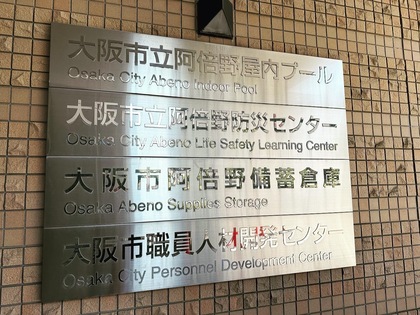 大阪市立阿倍野屋内プール
Osaka City Abeno Indoor Pool
大阪市立阿倍野防災センター
Osaka City Abeno Life Safety Learning Center
大阪市阿倍野備蓄倉庫
Osaka Abeno Supplies Storage
大阪市職員人材開発センター
Osaka City Personnel Development Center